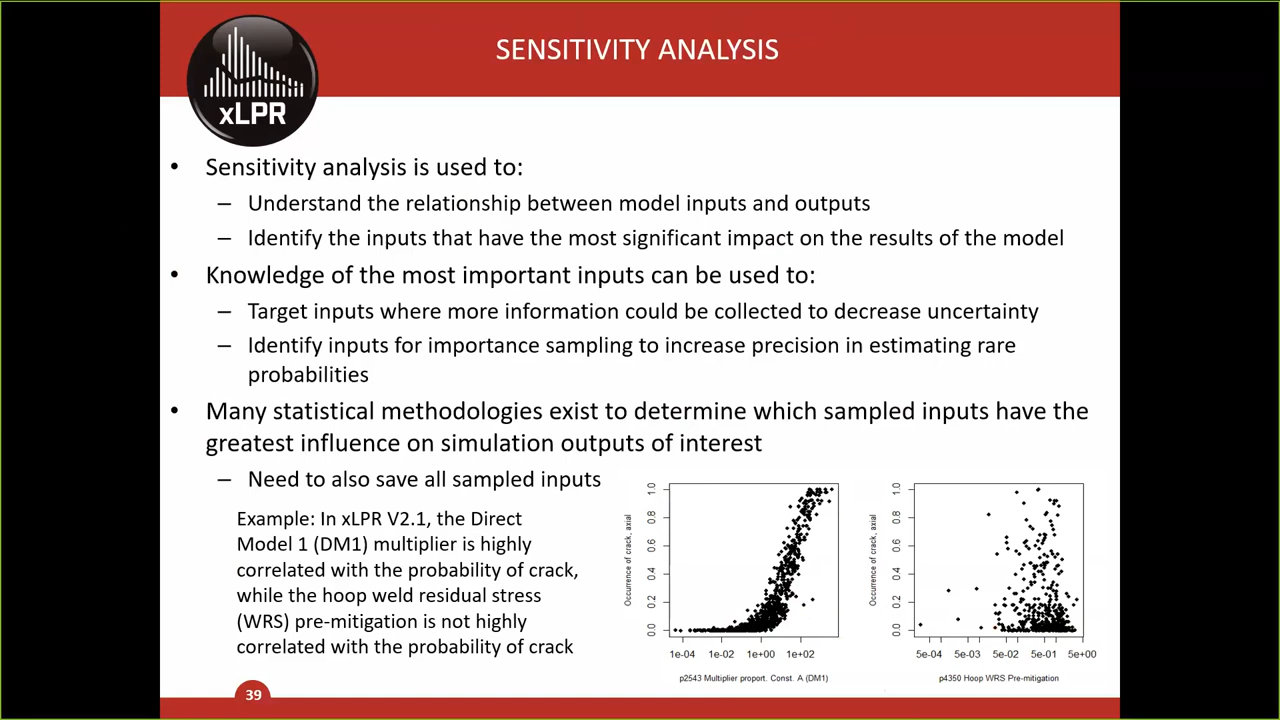 SENSITIVITY ANALYSIS
xLPR
• Sensitivity analysis is used to:
– Understand the relationship between model inputs and outputs
– Identify the inputs that have the most significant impact on the results of the model
• Knowledge of the most important inputs can be used to:
– Target inputs where more information could be collected to decrease uncertainty
– Identify inputs for importance sampling to increase precision in estimating rare
probabilities
• Many statistical methodologies exist to determine which sampled inputs have the
greatest influence on simulation outputs of interest
– Need to also save all sampled inputs
Example: In xLPR V2.1, the Direct
Model 1 (DM1) multiplier is highly
correlated with the probability of crack,
while the hoop weld residual stress
(WRS) pre-mitigation is not highly
correlated with the probability of crack
Occurrence of crack, axial
1.0
0.8
0.6
0.4
0.2
0.0
1e-04 1e-02 1e+00 1e+02
p2543 Multiplier proport. Const. A (DM1)
Occurrence of crack, axial
1.0
0.8
0.6
0.4
0.2
0.0
5e-04 5e-03 5e-02 5e-01 5e+00
p4350 Hoop WRS Pre-mitigation
39